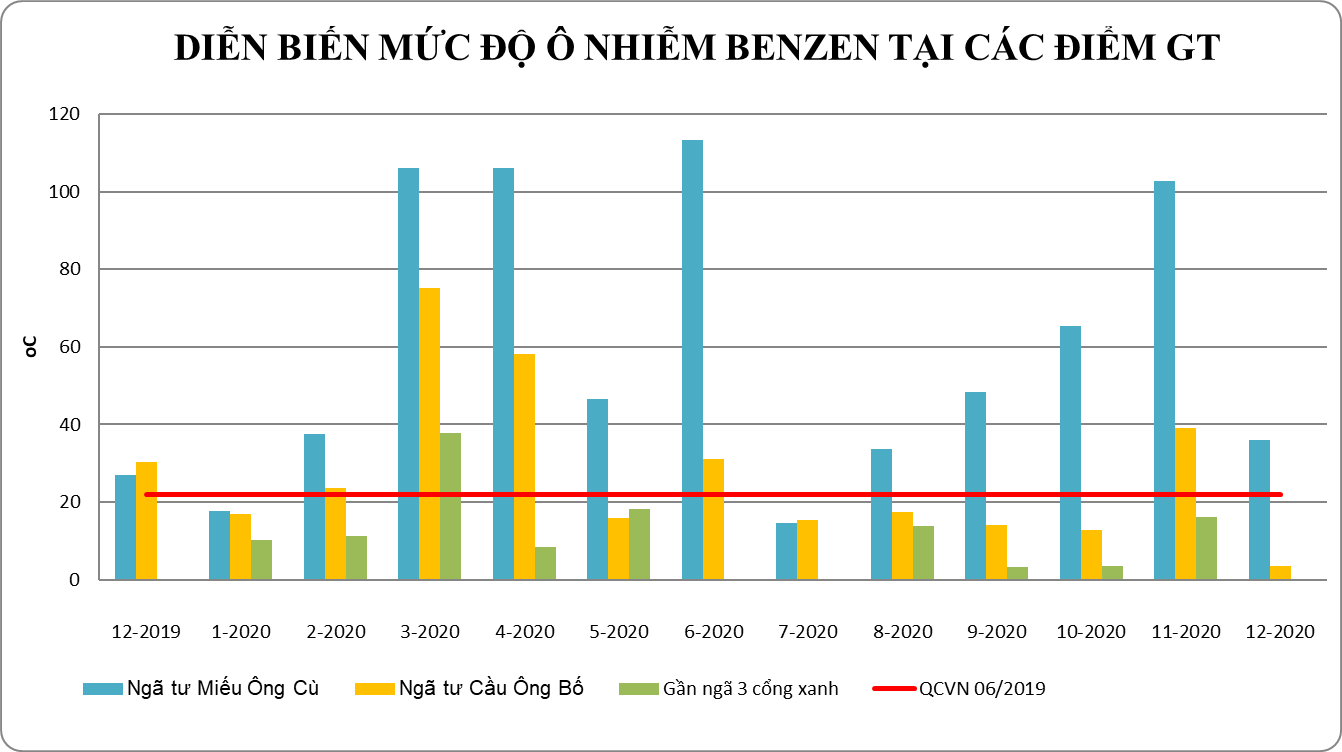 DIỄN BIẾN MỨC ĐỘ Ô NHIỄM BENZEN TẠI CÁC ĐIỂM GT
120
100
80
60
40
20
0
oC
12-2019 1-2020 2-2020 3-2020 4-2020 5-2020 6-2020 7-2020 8-2020 9-2020 10-2020 11-2020 12-2020
Ngã tư Miếu Ông Cù Ngã tư Cầu Ông Bố Gần ngã 3 cổng xanh QCVN 06/2019